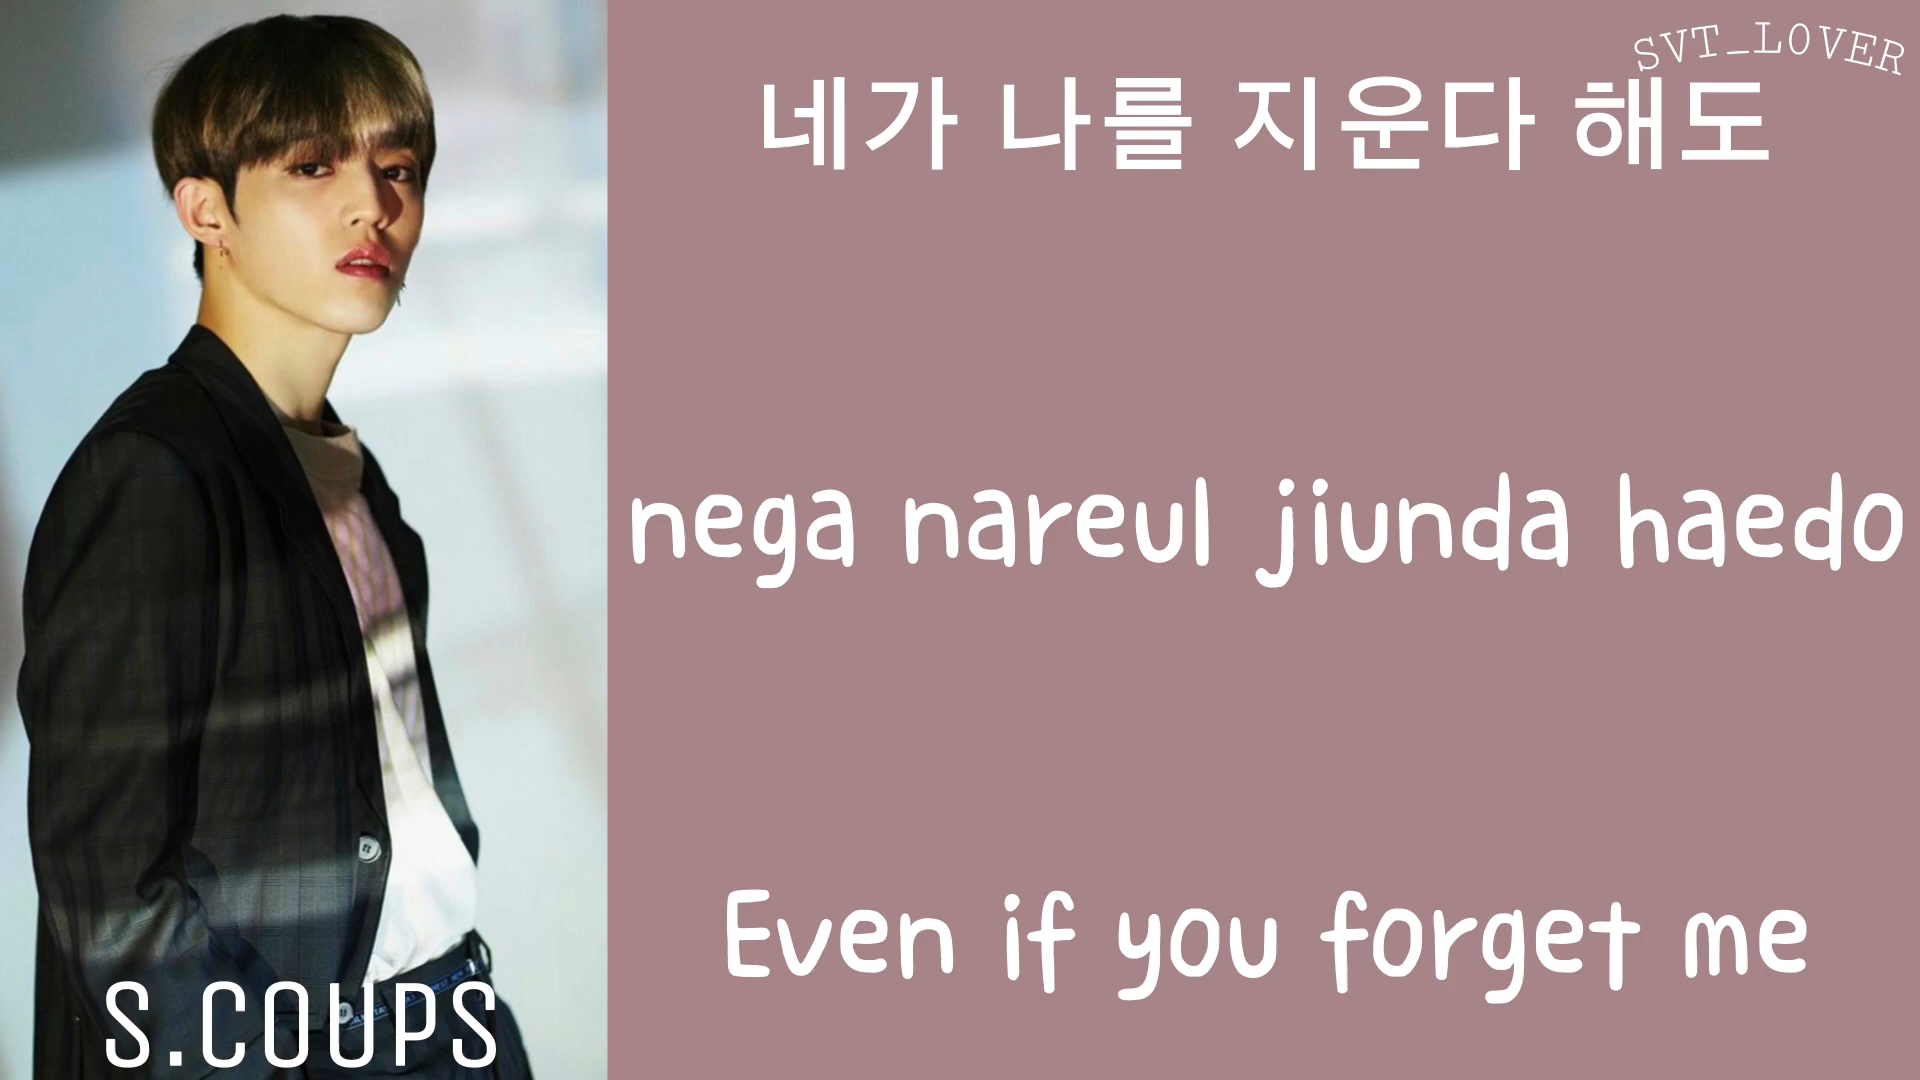 SVT_LOVER
네가 나를 지운다 해도
nega nareul jiunda haedo
Even if you forget me
S.COUPS